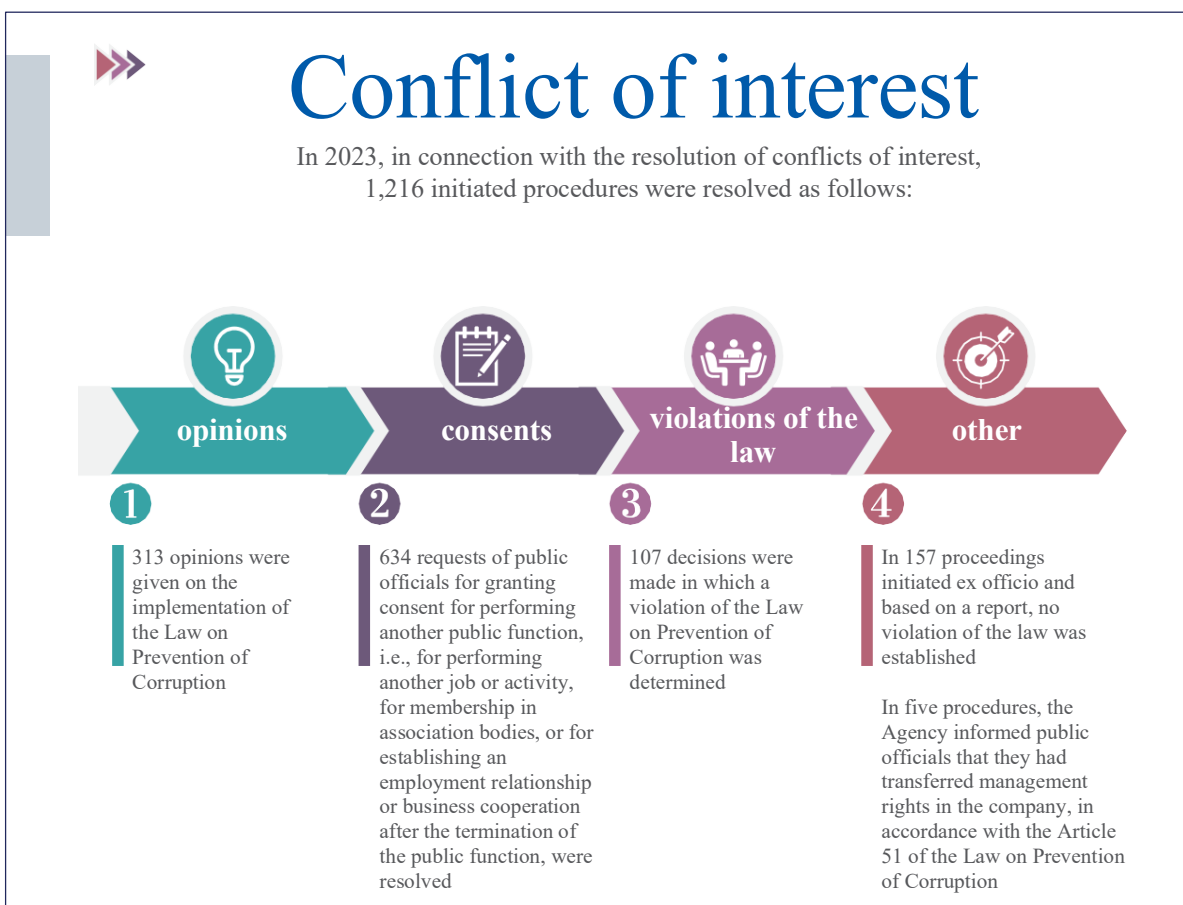 Conflict of interest
In 2023, in connection with the resolution of conflicts of interest,
1,216 initiated procedures were resolved as follows:
opinions
consents
violations of the
law
other
1
313 opinions were
given on the
implementation of
the Law on
Prevention of
Corruption
2
634 requests of public
officials for granting
consent for performing
another public function,
i.e., for performing
another job or activity,
for membership in
association bodies, or for
establishing an
employment relationship
or business cooperation
after the termination of
the public function, were
resolved
3
107 decisions were
made in which a
violation of the Law
on Prevention of
Corruption was
determined
4
In 157 proceedings
initiated ex officio and
based on a report, no
violation of the law was
established
In five procedures, the
Agency informed public
officials that they had
transferred management
rights in the company, in
accordance with the Article
51 of the Law on Prevention
of Corruption